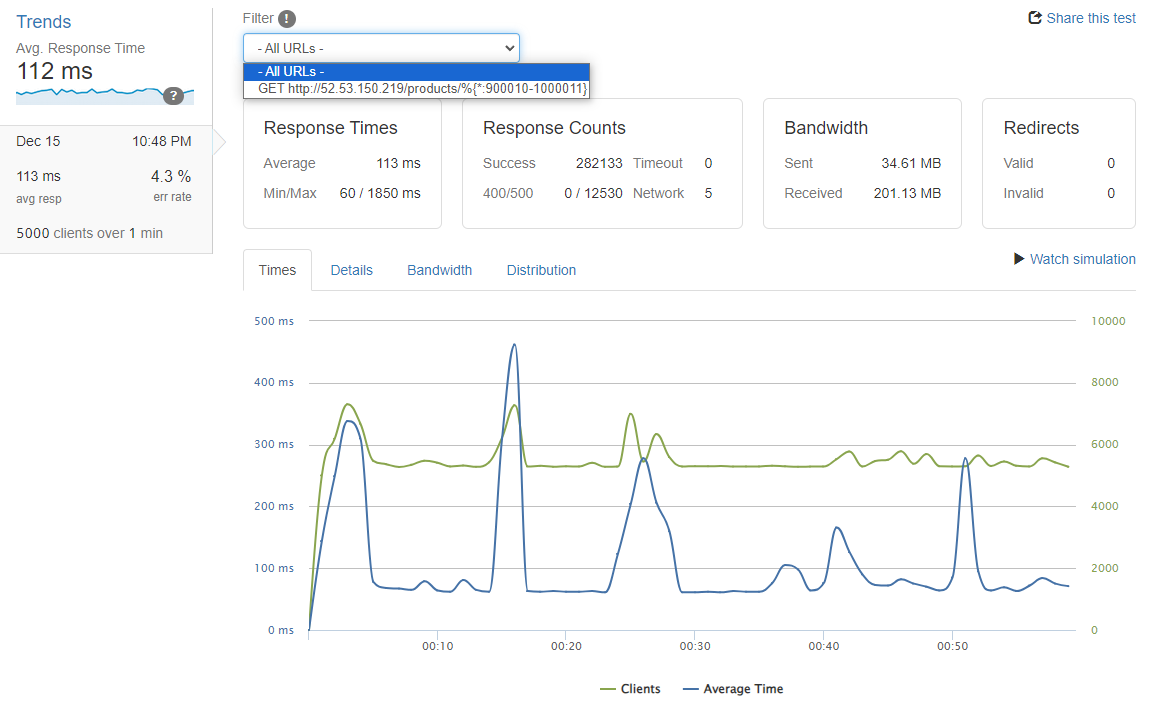 Trends
Avg. Response Time
112 ms
?
Dec 15 10:48 PM
113 ms 4.3 %
avg resp err rate
5000 clients over 1 min
Filter !
Share this test
- All URLs -
- All URLs -
GET http://52.53.150.219/products/%{*:900010-1000011}
Response Times
Average 113 ms
Min/Max 60 / 1850 ms
Response Counts
Success 282133 Timeout 0
400/500 0 / 12530 Network 5
Bandwidth
Sent 34.61 MB
Received 201.13 MB
Redirects
Valid 0
Invalid 0
Times Details Bandwidth Distribution
Watch simulation
500 ms 10000
400 ms 8000
300 ms 6000
200 ms 4000
100 ms 2000
0 ms 0
00:10 00:20 00:30 00:40 00:50
Clients Average Time